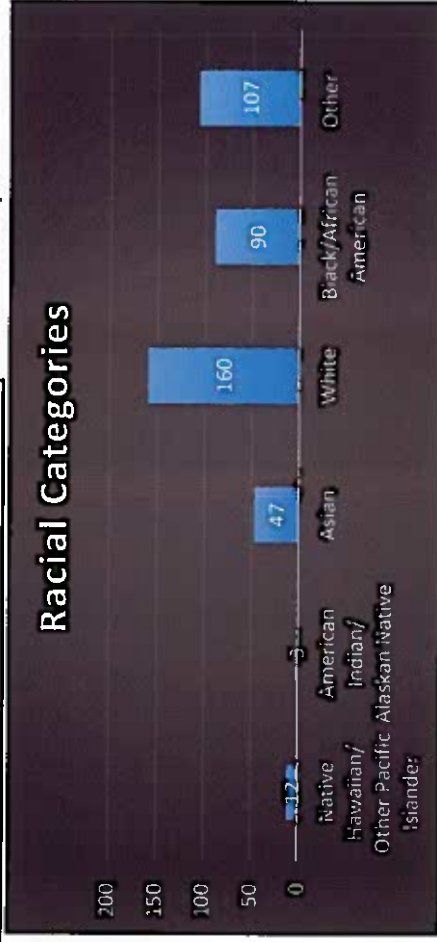 Racial Categories
200
150
100
50
0
12
3
47
160
90
107
Native
Hawaiian/
Other Pacific
Islander
American
Indian/
Alaskan Native
Asian
White
Black/African
American
Other